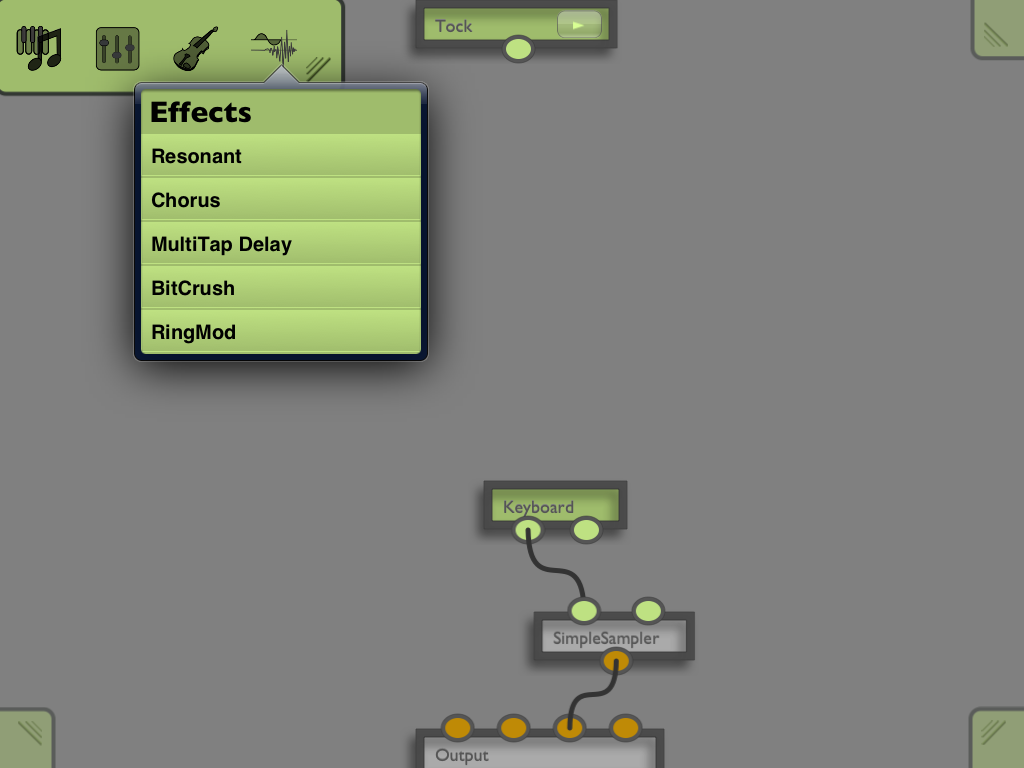 Tock
Effects
Resonant
Chorus
MultiTap Delay
BitCrush
RingMod
Keyboard
SimpleSampler
Output